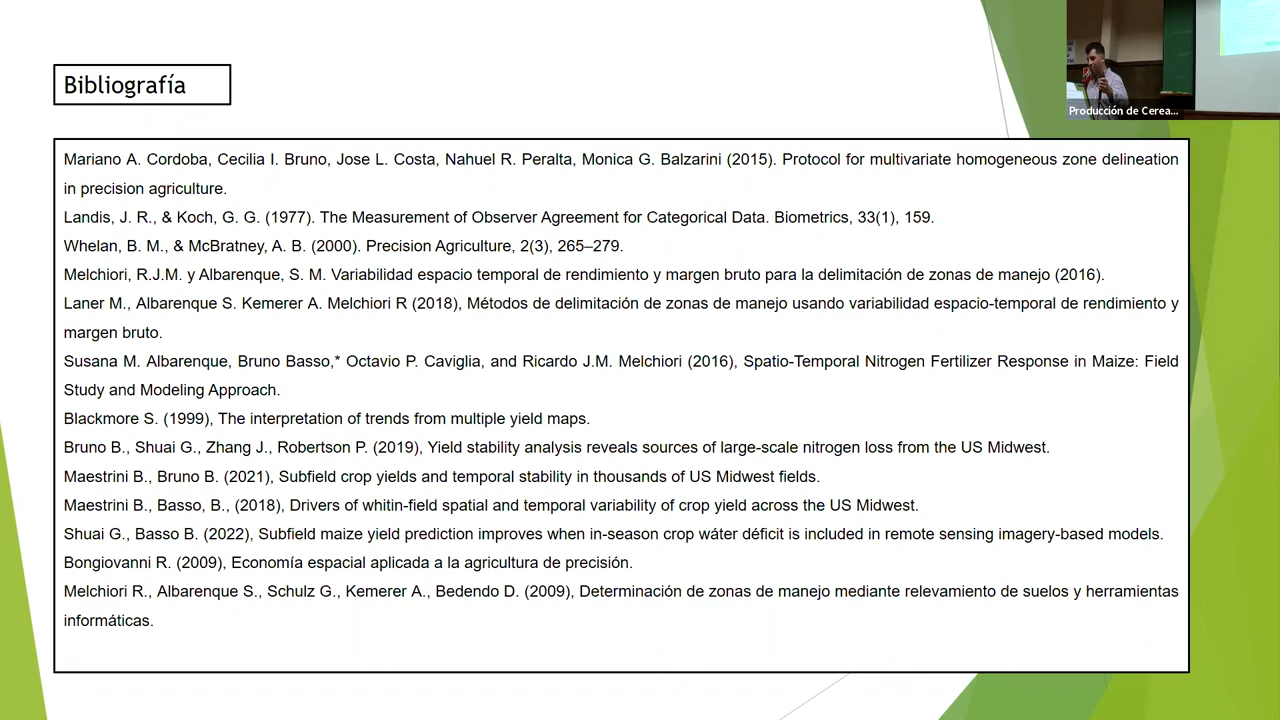 Bibliografía
Producción de Cerea...
Mariano A. Cordoba, Cecilia I. Bruno, Jose L. Costa, Nahuel R. Peralta, Monica G. Balzarini (2015). Protocol for multivariate homogeneous zone delineation
in precision agriculture.
Landis, J. R., & Koch, G. G. (1977). The Measurement of Observer Agreement for Categorical Data. Biometrics, 33(1), 159.
Whelan, B. M., & McBratney, A. B. (2000). Precision Agriculture, 2(3), 265–279.
Melchiori, R.J.M. y Albarenque, S. M. Variabilidad espacio temporal de rendimiento y margen bruto para la delimitación de zonas de manejo (2016).
Laner M., Albarenque S. Kemerer A. Melchiori R (2018), Métodos de delimitación de zonas de manejo usando variabilidad espacio-temporal de rendimiento y
margen bruto.
Susana M. Albarenque, Bruno Basso,* Octavio P. Caviglia, and Ricardo J.M. Melchiori (2016), Spatio-Temporal Nitrogen Fertilizer Response in Maize: Field
Study and Modeling Approach.
Blackmore S. (1999), The interpretation of trends from multiple yield maps.
Bruno B., Shuai G., Zhang J., Robertson P. (2019), Yield stability analysis reveals sources of large-scale nitrogen loss from the US Midwest.
Maestrini B., Bruno B. (2021), Subfield crop yields and temporal stability in thousands of US Midwest fields.
Maestrini B., Basso, B., (2018), Drivers of whitin-field spatial and temporal variability of crop yield across the US Midwest.
Shuai G., Basso B. (2022), Subfield maize yield prediction improves when in-season crop wáter déficit is included in remote sensing imagery-based models.
Bongiovanni R. (2009), Economía espacial aplicada a la agricultura de precisión.
Melchiori R., Albarenque S., Schulz G., Kemerer A., Bedendo D. (2009), Determinación de zonas de manejo mediante relevamiento de suelos y herramientas
informáticas.